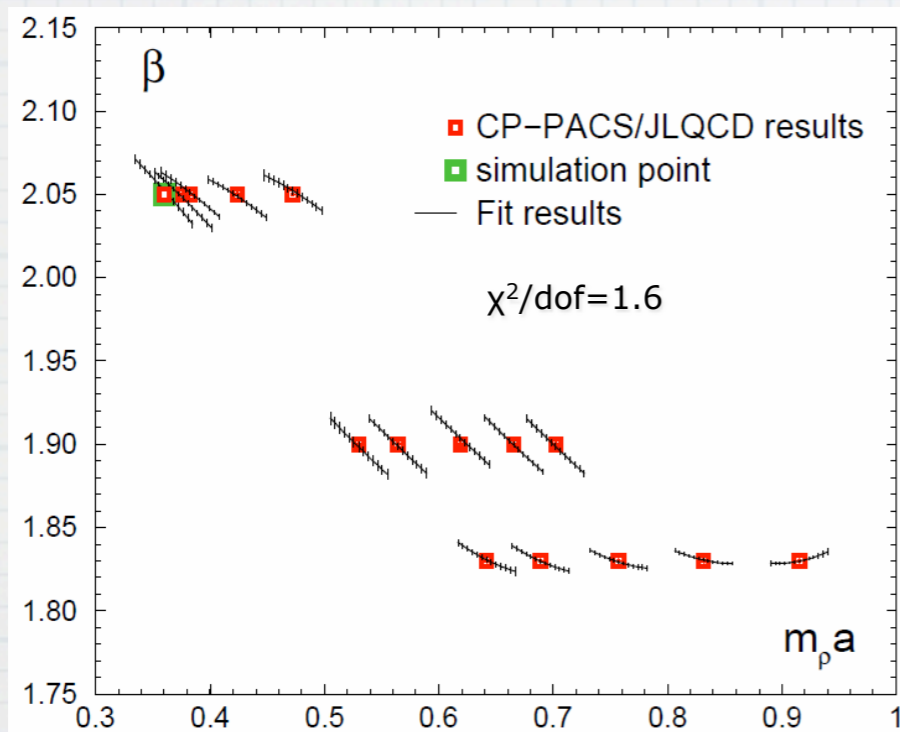 2.15
β
2.10
CP−PACS/JLQCD results
simulation point
2.05
Fit results
2.00
χ²/dof=1.6
1.95
1.90
1.85
1.80
mρa
1.75
0.3 0.4 0.5 0.6 0.7 0.8 0.9 1